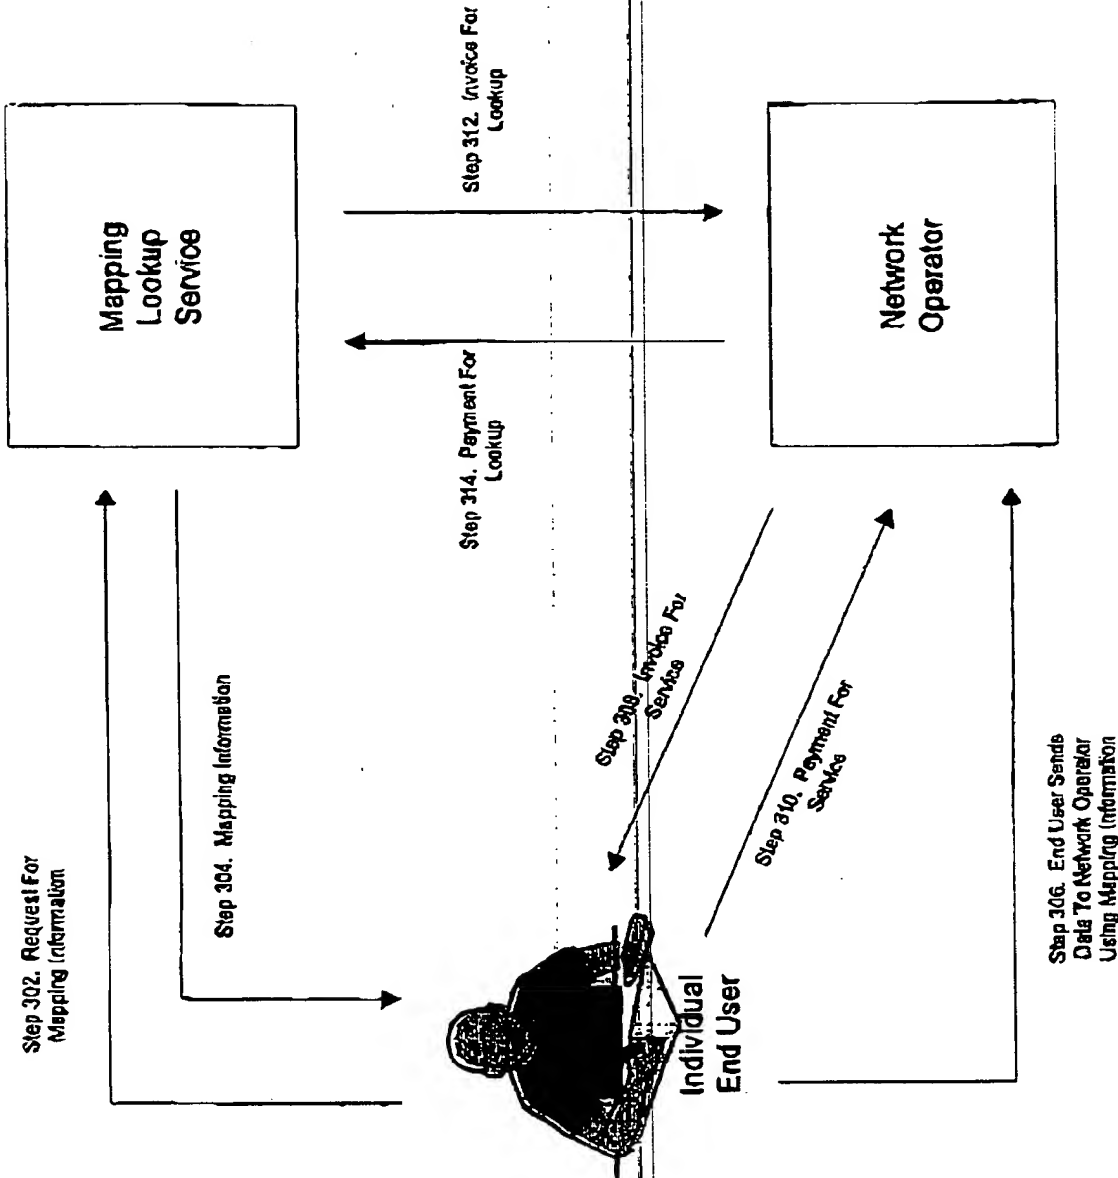 Step 302. Request For
Mapping Information
Step 304. Mapping Information
Mapping
Lookup
Service
Step 312. Invoice For
Lookup
Step 314. Payment For
Lookup
Step 308. Invoice For
Service
Step 310. Payment For
Service
Individual
End User
Network
Operator
Step 306. End User Sends
Data To Network Operator
Using Mapping Information